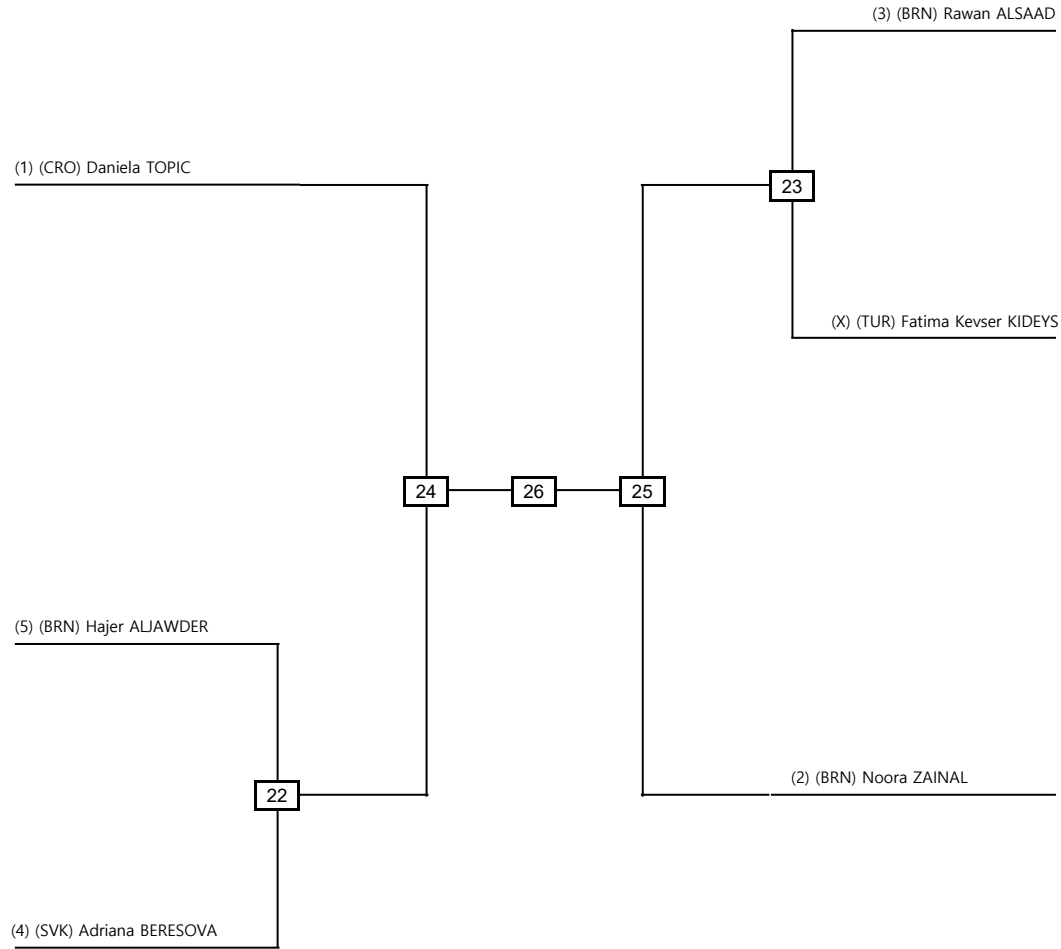 (3) (BRN) Rawan ALSAAD
(1) (CRO) Daniela TOPIC
23
(X) (TUR) Fatima Kevser KIDEYS
24
26
25
(5) (BRN) Hajer ALJAWDER
(2) (BRN) Noora ZAINAL
22
(4) (SVK) Adriana BERESOVA